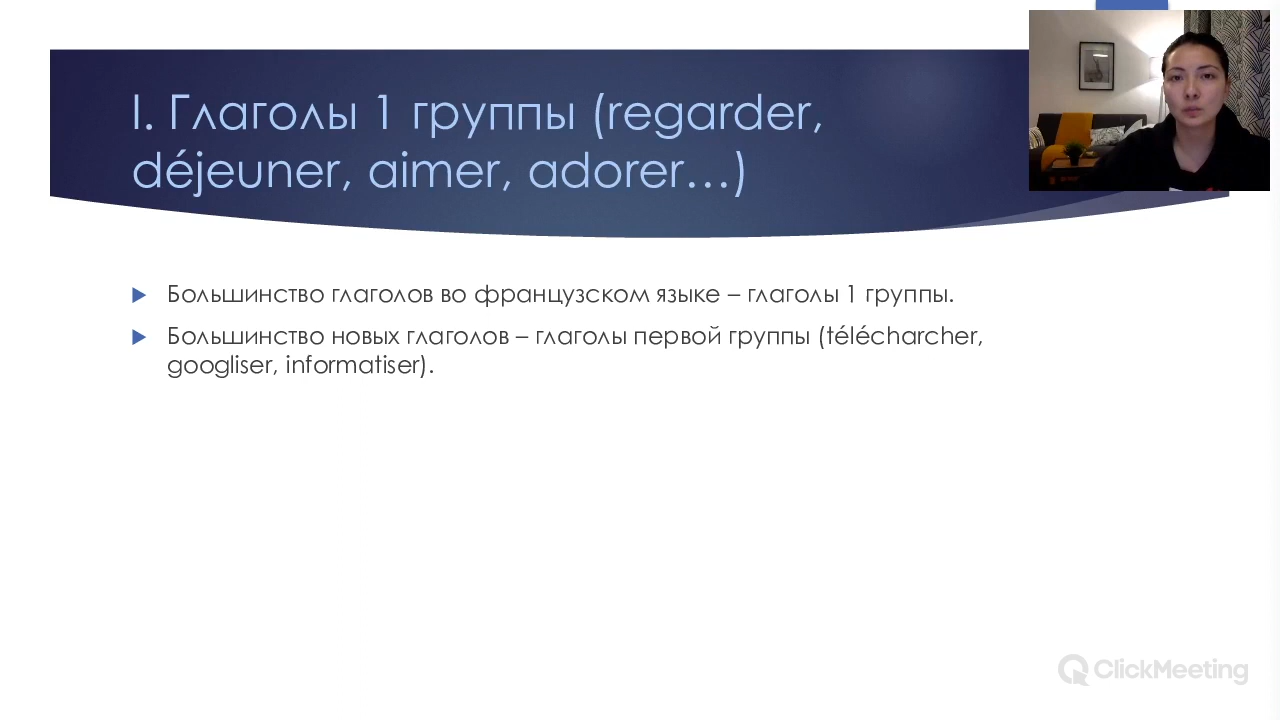 I. Глаголы 1 группы (regarder,
déjeuner, aimer, adorer…)
Большинство глаголов во французском языке – глаголы 1 группы.
Большинство новых глаголов – глаголы первой группы (télécharcher,
googliser, informatiser).
ClickMeeting